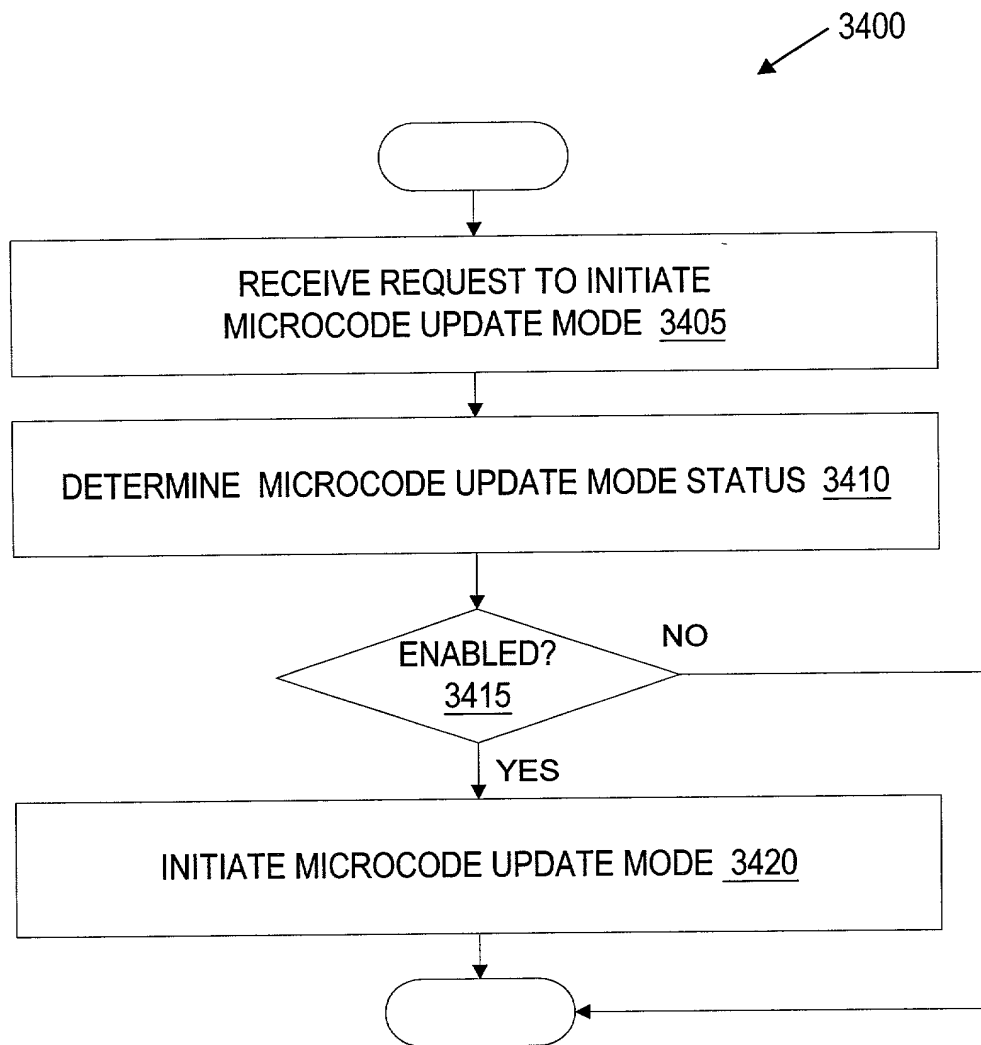 3400
RECEIVE REQUEST TO INITIATE
MICROCODE UPDATE MODE 3405
DETERMINE MICROCODE UPDATE MODE STATUS 3410
ENABLED?
3415
NO
YES
INITIATE MICROCODE UPDATE MODE 3420